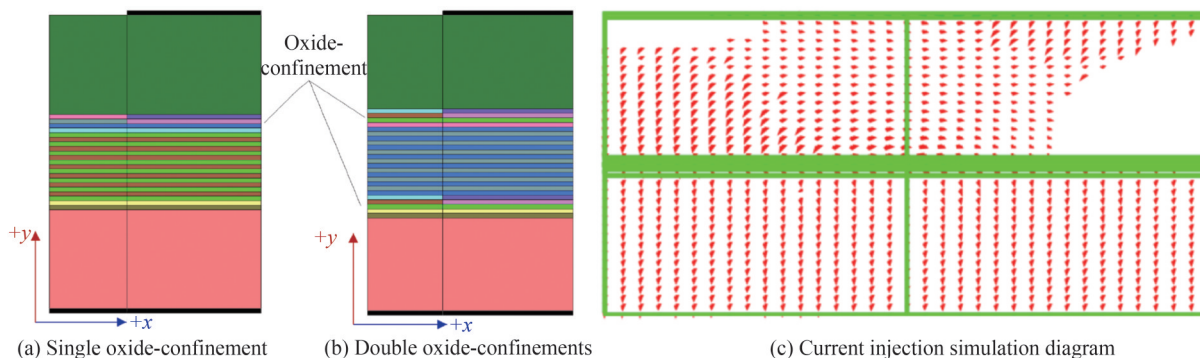 Oxide-
confinement
+y
+x
(a) Single oxide-confinement
+y
+x
(b) Double oxide-confinements
(c) Current injection simulation diagram